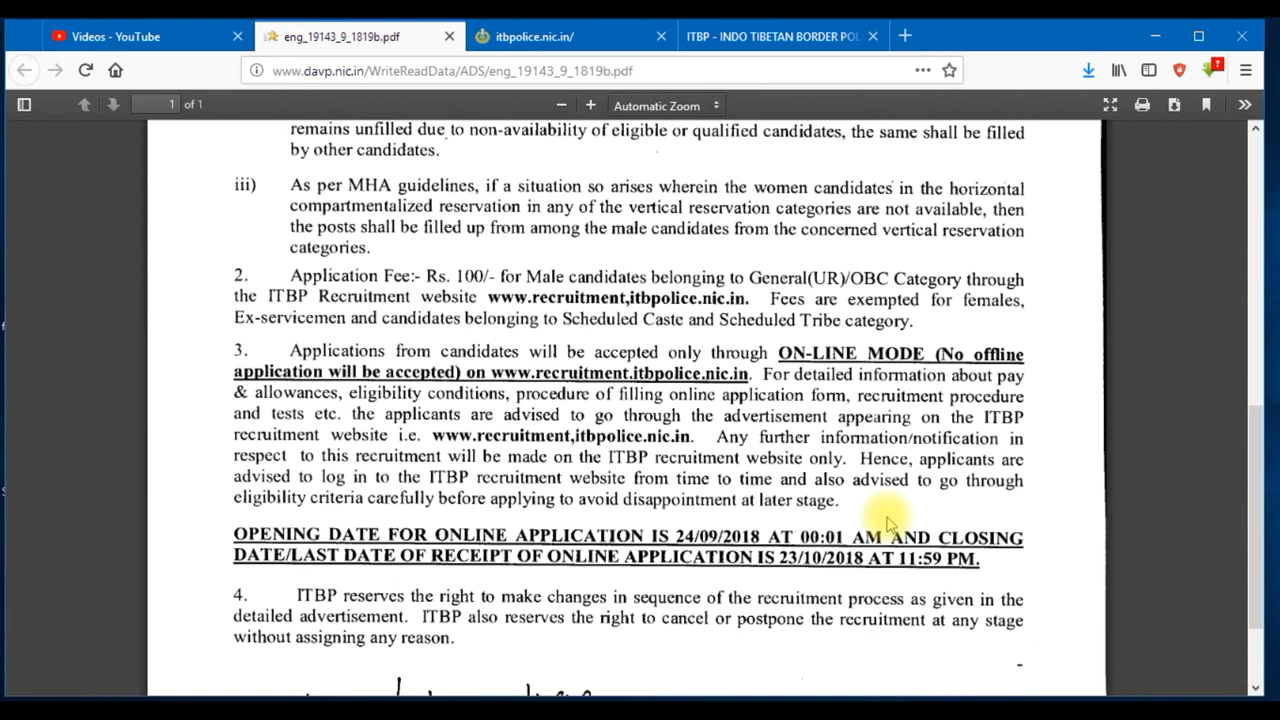 Videos - YouTube
eng_19143_9_1819b.pdf
itbpolice.nic.in/
ITBP - INDO TIBETAN BORDER POL
www.davp.nic.in/WriteReadData/ADS/eng_19143_9_1819b.pdf
1 of 1
Automatic Zoom
remains unfilled due to non-availability of eligible or qualified candidates, the same shall be filled
by other candidates.
iii) As per MHA guidelines, if a situation so arises wherein the women candidates in the horizontal
compartmentalized reservation in any of the vertical reservation categories are not available, then
the posts shall be filled up from among the male candidates from the concerned vertical reservation
categories.
2. Application Fee:- Rs. 100/- for Male candidates belonging to General(UR)/OBC Category through
the ITBP Recruitment website www.recruitment,itbpolice.nic.in. Fees are exempted for females,
Ex-servicemen and candidates belonging to Scheduled Caste and Scheduled Tribe category.
3. Applications from candidates will be accepted only through ON-LINE MODE (No offline
application will be accepted) on www.recruitment.itbpolice.nic.in. For detailed information about pay
& allowances, eligibility conditions, procedure of filling online application form, recruitment procedure
and tests etc. the applicants are advised to go through the advertisement appearing on the ITBP
recruitment website i.e. www.recruitment,itbpolice.nic.in. Any further information/notification in
respect to this recruitment will be made on the ITBP recruitment website only. Hence, applicants are
advised to log in to the ITBP recruitment website from time to time and also advised to go through
eligibility criteria carefully before applying to avoid disappointment at later stage.
OPENING DATE FOR ONLINE APPLICATION IS 24/09/2018 AT 00:01 AM AND CLOSING
DATE/LAST DATE OF RECEIPT OF ONLINE APPLICATION IS 23/10/2018 AT 11:59 PM.
4. ITBP reserves the right to make changes in sequence of the recruitment process as given in the
detailed advertisement. ITBP also reserves the right to cancel or postpone the recruitment at any stage
without assigning any reason.